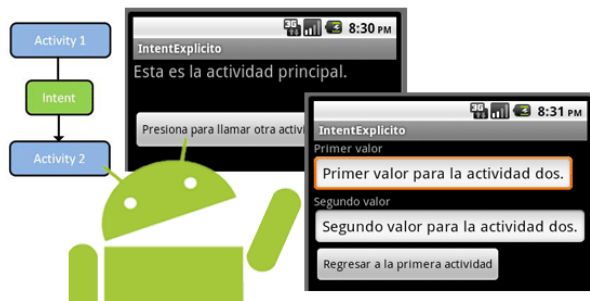 Activity 1
Intent
Activity 2
3G 8:30 PM
IntentExplicito
Esta es la actividad principal.
Presiona para llamar otra activi
3G 8:31 PM
IntentExplicito
Primer valor
Primer valor para la actividad dos.
Segundo valor
Segundo valor para la actividad dos.
Regresar a la primera actividad